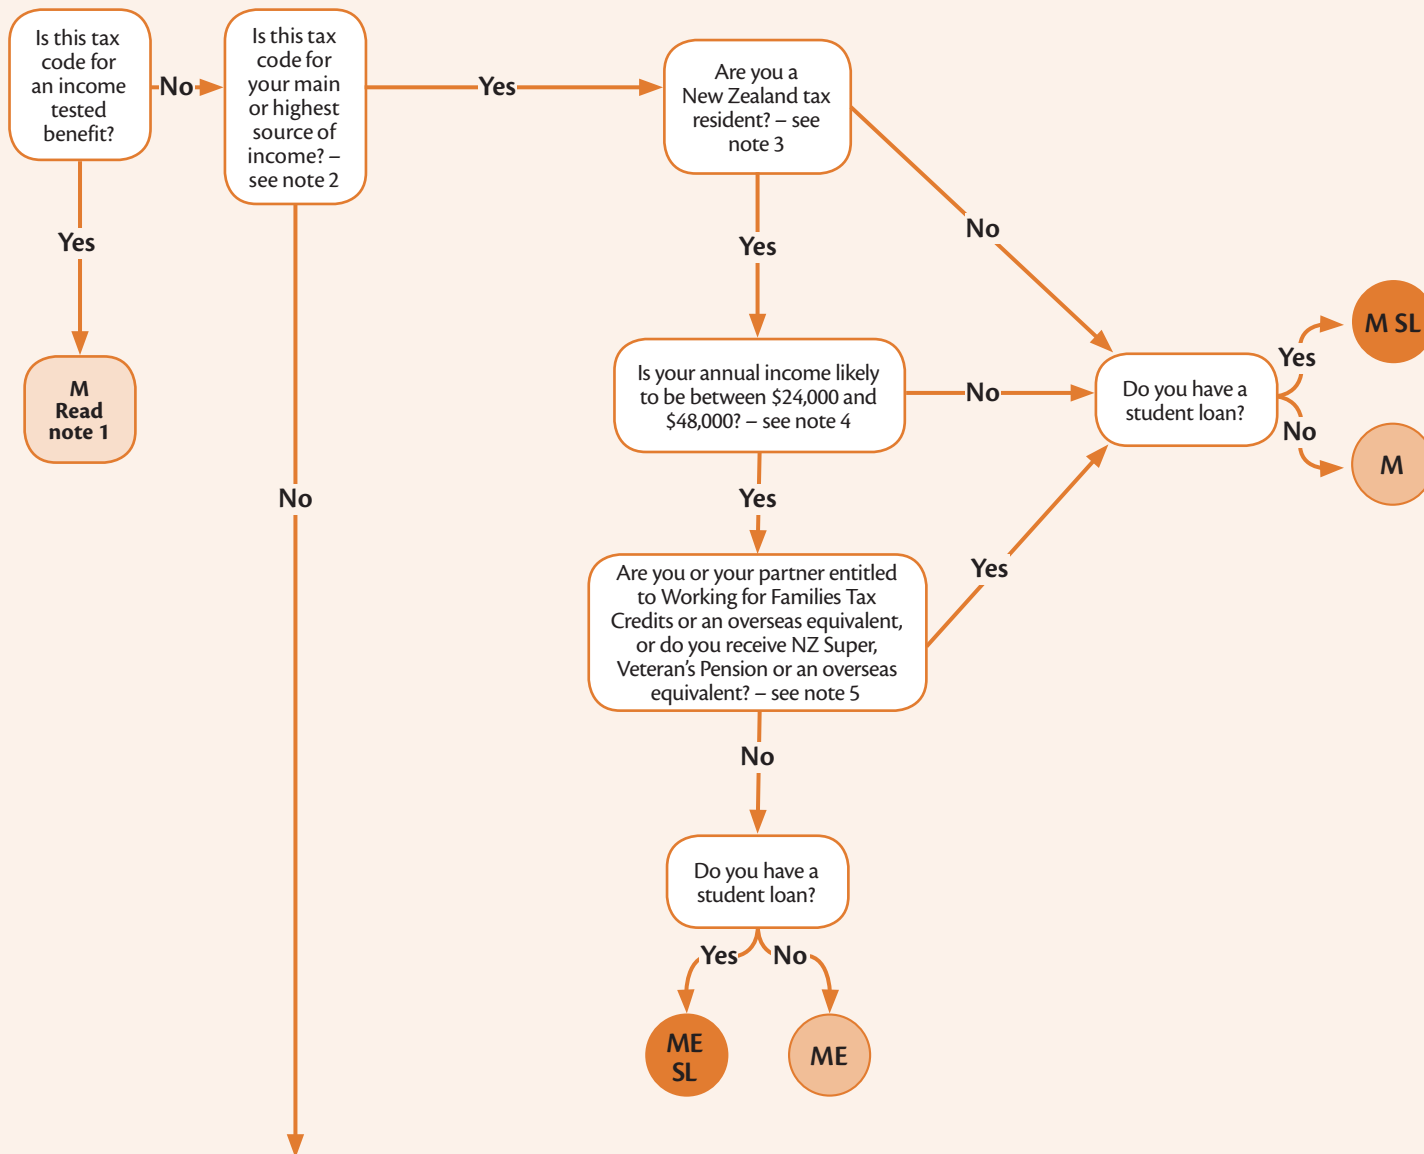 Is this tax
code for
an income
tested
benefit?
No
Is this tax
code for
your main
or highest
source of
income? –
see note 2
Yes
Are you a
New Zealand tax
resident? – see
note 3
No
Yes
Yes
M
Read
note 1
No
Is your annual income likely
to be between $24,000 and
$48,000? – see note 4
No
Do you have a
student loan?
Yes
M SL
No
M
Yes
Are you or your partner entitled
to Working for Families Tax
Credits or an overseas equivalent,
or do you receive NZ Super,
Veteran’s Pension or an overseas
equivalent? – see note 5
Yes
No
Do you have a
student loan?
Yes
No
ME
SL
ME